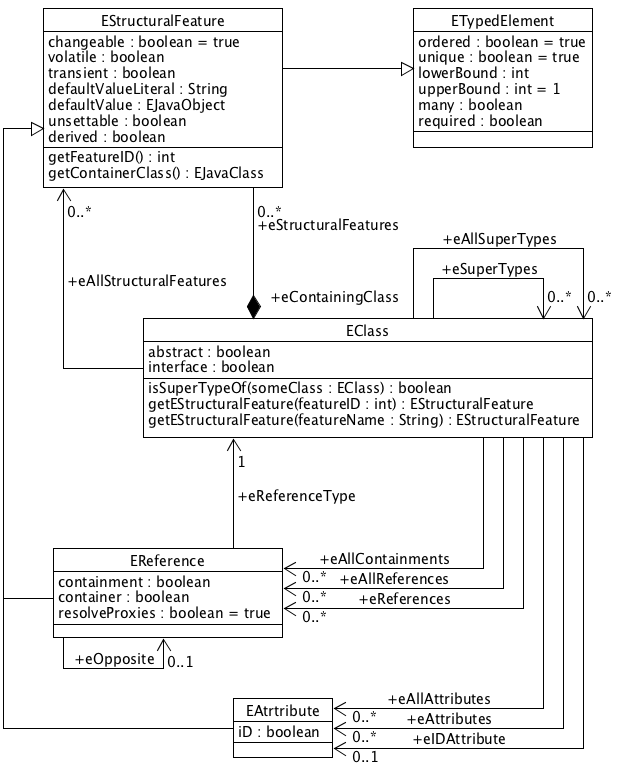 EStructuralFeature
changeable : boolean = true
volatile : boolean
transient : boolean
defaultValueLiteral : String
defaultValue : EJavaObject
unsettable : boolean
derived : boolean
getFeatureID() : int
getContainerClass() : EJavaClass
ETypedElement
ordered : boolean = true
unique : boolean = true
lowerBound : int
upperBound : int = 1
many : boolean
required : boolean
0..*
0..*
+eStructuralFeatures
+eAllStructuralFeatures
+eContainingClass
+eAllSuperTypes
+eSuperTypes
0..*
0..*
EClass
abstract : boolean
interface : boolean
isSuperTypeOf(someClass : EClass) : boolean
getEStructuralFeature(featureID : int) : EStructuralFeature
getEStructuralFeature(featureName : String) : EStructuralFeature
1
+eReferenceType
EReference
containment : boolean
container : boolean
resolveProxies : boolean = true
+eAllContainments
0..*
+eAllReferences
0..*
+eReferences
0..*
+eOpposite
0..1
EAtrtribute
iD : boolean
+eAllAttributes
0..*
+eAttributes
0..*
+eIDAttribute
0..1